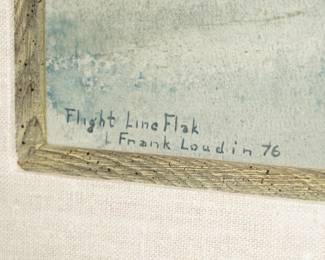 Flight Line Flak
L Frank Loudin 76